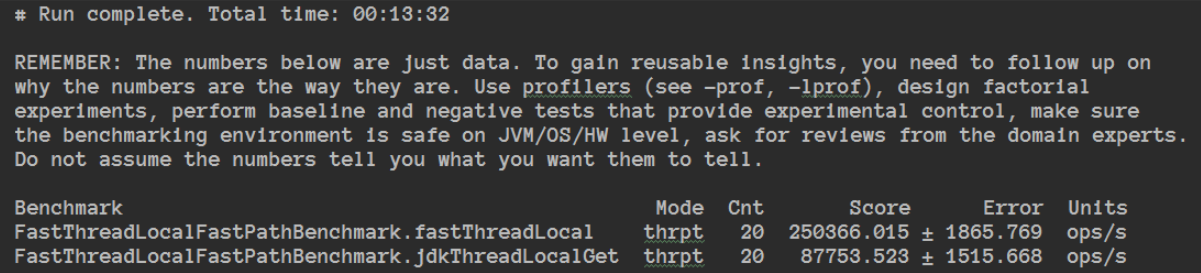 # Run complete. Total time: 00:13:32
REMEMBER: The numbers below are just data. To gain reusable insights, you need to follow up on
why the numbers are the way they are. Use profilers (see -prof, -lprof), design factorial
experiments, perform baseline and negative tests that provide experimental control, make sure
the benchmarking environment is safe on JVM/OS/HW level, ask for reviews from the domain experts.
Do not assume the numbers tell you what you want them to tell.
Benchmark Mode Cnt Score Error Units
FastThreadLocalFastPathBenchmark.fastThreadLocal thrpt 20 250366.015 ± 1865.769 ops/s
FastThreadLocalFastPathBenchmark.jdkThreadLocalGet thrpt 20 87753.523 ± 1515.668 ops/s